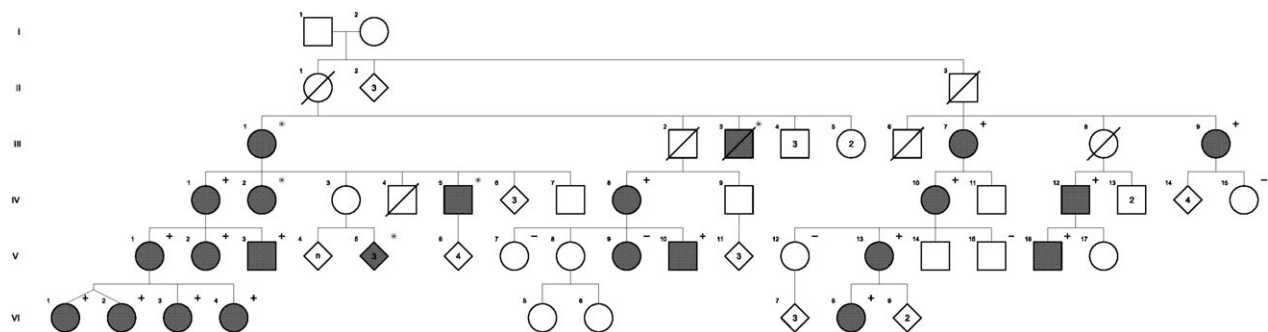 1 2
I
1 2 3
II 3
1 * 2 3 * 4 5 6 7 + 8 9 +
III 3 2
1 + 2 * 3 4 5 * 6 7 8 + 9 10 + 11 12 + 13 14 15 −
IV 3 2 4
1 + 2 + 3 + 4 5 * 6 7 − 8 9 − 10 + 11 12 − 13 + 14 15 − 16 + 17
V n 3 4 3
1 + 2 + 3 + 4 + 5 6 7 8 + 9
VI 3 2